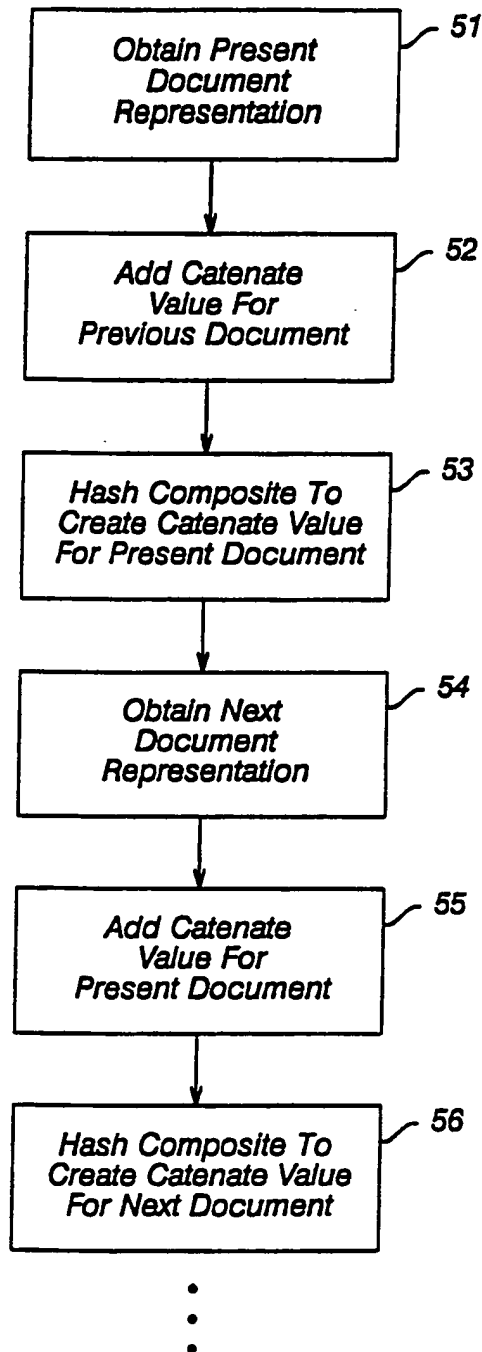 51
Obtain Present
Document
Representation
52
Add Catenate
Value For
Previous Document
53
Hash Composite To
Create Catenate Value
For Present Document
54
Obtain Next
Document
Representation
55
Add Catenate
Value For
Present Document
56
Hash Composite To
Create Catenate Value
For Next Document